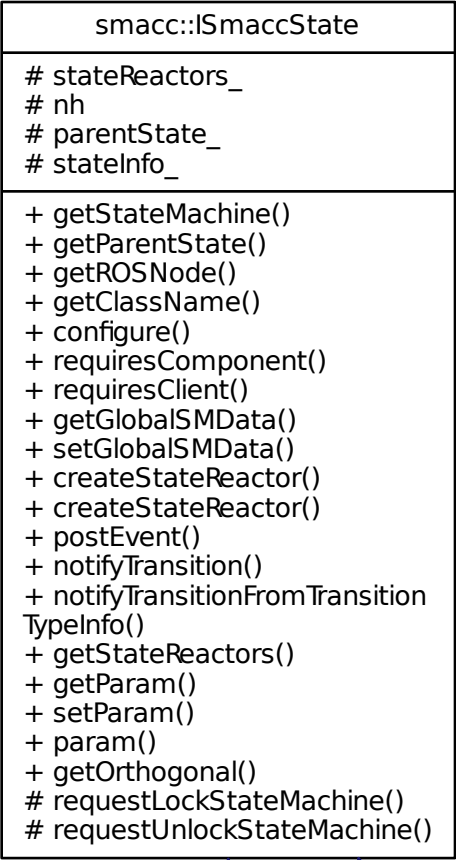 smacc::ISmaccState
# stateReactors_
# nh
# parentState_
# stateInfo_
+ getStateMachine()
+ getParentState()
+ getROSNode()
+ getClassName()
+ configure()
+ requiresComponent()
+ requiresClient()
+ getGlobalSMData()
+ setGlobalSMData()
+ createStateReactor()
+ createStateReactor()
+ postEvent()
+ notifyTransition()
+ notifyTransitionFromTransition
TypeInfo()
+ getStateReactors()
+ getParam()
+ setParam()
+ param()
+ getOrthogonal()
# requestLockStateMachine()
# requestUnlockStateMachine()